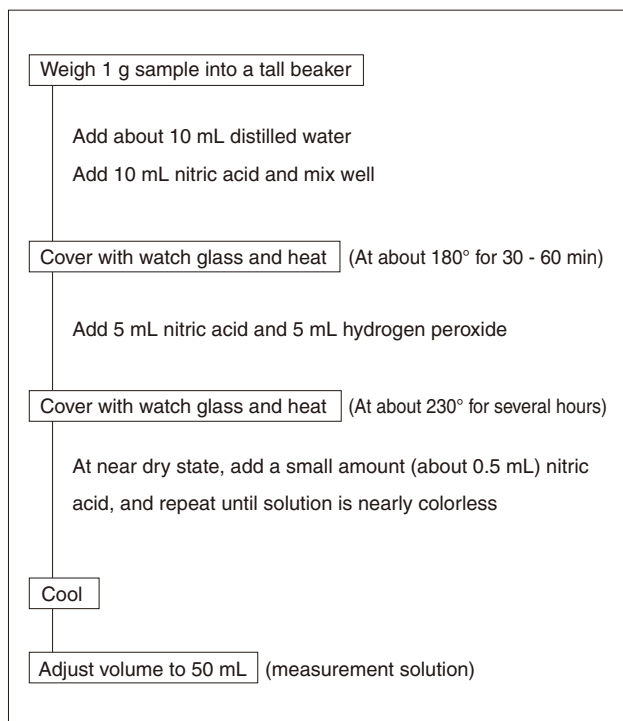 Weigh 1 g sample into a tall beaker
Add about 10 mL distilled water
Add 10 mL nitric acid and mix well
Cover with watch glass and heat (At about 180° for 30 - 60 min)
Add 5 mL nitric acid and 5 mL hydrogen peroxide
Cover with watch glass and heat (At about 230° for several hours)
At near dry state, add a small amount (about 0.5 mL) nitric
acid, and repeat until solution is nearly colorless
Cool
Adjust volume to 50 mL (measurement solution)